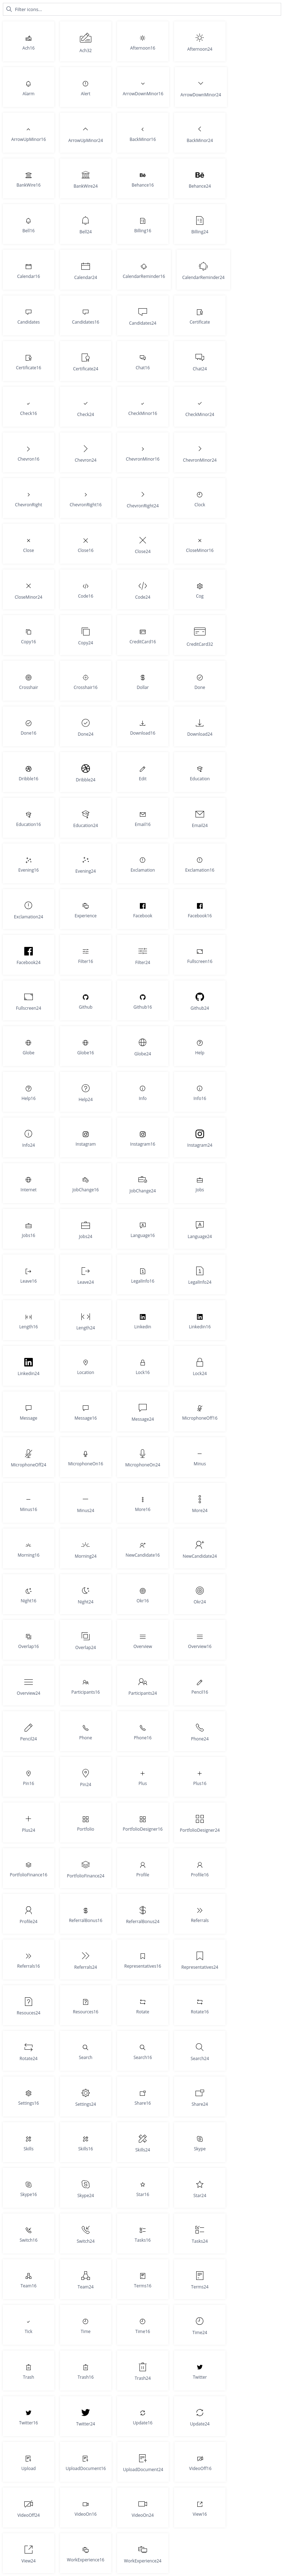 Filter icons...
Ach16 Ach32 Afternoon16 Afternoon24
Alarm Alert ArrowDownMinor16 ArrowDownMinor24
ArrowUpMinor16 ArrowUpMinor24 BackMinor16 BackMinor24
BankWire16 BankWire24 Behance16 Behance24
Bell16 Bell24 Billing16 Billing24
Calendar16 Calendar24 CalendarReminder16 CalendarReminder24
Candidates Candidates16 Candidates24 Certificate
Certificate16 Certificate24 Chat16 Chat24
Check16 Check24 CheckMinor16 CheckMinor24
Chevron16 Chevron24 ChevronMinor16 ChevronMinor24
ChevronRight ChevronRight16 ChevronRight24 Clock
Close Close16 Close24 CloseMinor16
CloseMinor24 Code16 Code24 Cog
Copy16 Copy24 CreditCard16 CreditCard32
Crosshair Crosshair16 Dollar Done
Done16 Done24 Download16 Download24
Dribble16 Dribble24 Edit Education
Education16 Education24 Email16 Email24
Evening16 Evening24 Exclamation Exclamation16
Exclamation24 Experience Facebook Facebook16
Facebook24 Filter16 Filter24 Fullscreen16
Fullscreen24 Github Github16 Github24
Globe Globe16 Globe24 Help
Help16 Help24 Info Info16
Info24 Instagram Instagram16 Instagram24
Internet JobChange16 JobChange24 Jobs
Jobs16 Jobs24 Language16 Language24
Leave16 Leave24 LegalInfo16 LegalInfo24
Length16 Length24 Linkedin Linkedin16
Linkedin24 Location Lock16 Lock24
Message Message16 Message24 MicrophoneOff16
MicrophoneOff24 MicrophoneOn16 MicrophoneOn24 Minus
Minus16 Minus24 More16 More24
Morning16 Morning24 NewCandidate16 NewCandidate24
Night16 Night24 Okr16 Okr24
Overlap16 Overlap24 Overview Overview16
Overview24 Participants16 Participants24 Pencil16
Pencil24 Phone Phone16 Phone24
Pin16 Pin24 Plus Plus16
Plus24 Portfolio PortfolioDesigner16 PortfolioDesigner24
PortfolioFinance16 PortfolioFinance24 Profile Profile16
Profile24 ReferralBonus16 ReferralBonus24 Referrals
Referrals16 Referrals24 Representatives16 Representatives24
Resouces24 Resources16 Rotate Rotate16
Rotate24 Search Search16 Search24
Settings16 Settings24 Share16 Share24
Skills Skills16 Skills24 Skype
Skype16 Skype24 Star16 Star24
Switch16 Switch24 Tasks16 Tasks24
Team16 Team24 Terms16 Terms24
Tick Time Time16 Time24
Trash Trash16 Trash24 Twitter
Twitter16 Twitter24 Update16 Update24
Upload UploadDocument16 UploadDocument24 VideoOff16
VideoOff24 VideoOn16 VideoOn24 View16
View24 WorkExperience16 WorkExperience24